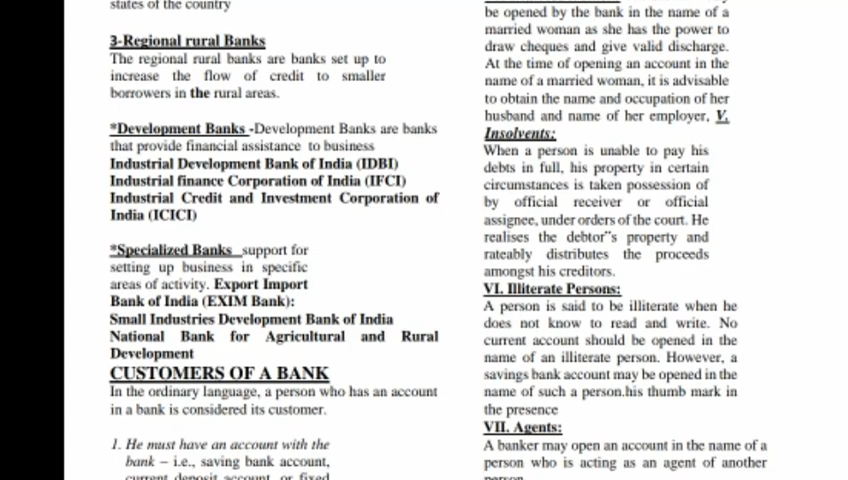 states of the country
3-Regional rural Banks
The regional rural banks are banks set up to
increase the flow of credit to smaller
borrowers in the rural areas.
*Development Banks -Development Banks are banks
that provide financial assistance to business
Industrial Development Bank of India (IDBI)
Industrial finance Corporation of India (IFCI)
Industrial Credit and Investment Corporation of
India (ICICI)
*Specialized Banks support for
setting up business in specific
areas of activity. Export Import
Bank of India (EXIM Bank):
Small Industries Development Bank of India
National Bank for Agricultural and Rural
Development
CUSTOMERS OF A BANK
In the ordinary language, a person who has an account
in a bank is considered its customer.
1. He must have an account with the
bank – i.e., saving bank account,
current deposit account, or fixed
be opened by the bank in the name of a
married woman as she has the power to
draw cheques and give valid discharge.
At the time of opening an account in the
name of a married woman, it is advisable
to obtain the name and occupation of her
husband and name of her employer, V.
Insolvents:
When a person is unable to pay his
debts in full, his property in certain
circumstances is taken possession of
by official receiver or official
assignee, under orders of the court. He
realises the debtor"s property and
rateably distributes the proceeds
amongst his creditors.
VI. Illiterate Persons:
A person is said to be illiterate when he
does not know to read and write. No
current account should be opened in the
name of an illiterate person. However, a
savings bank account may be opened in the
name of such a person.his thumb mark in
the presence
VII. Agents:
A banker may open an account in the name of a
person who is acting as an agent of another
person